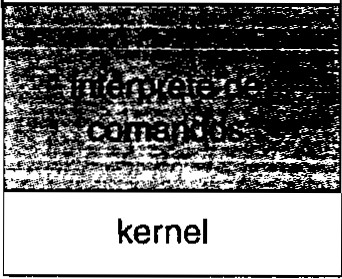 Intérprete de
comandos
kernel